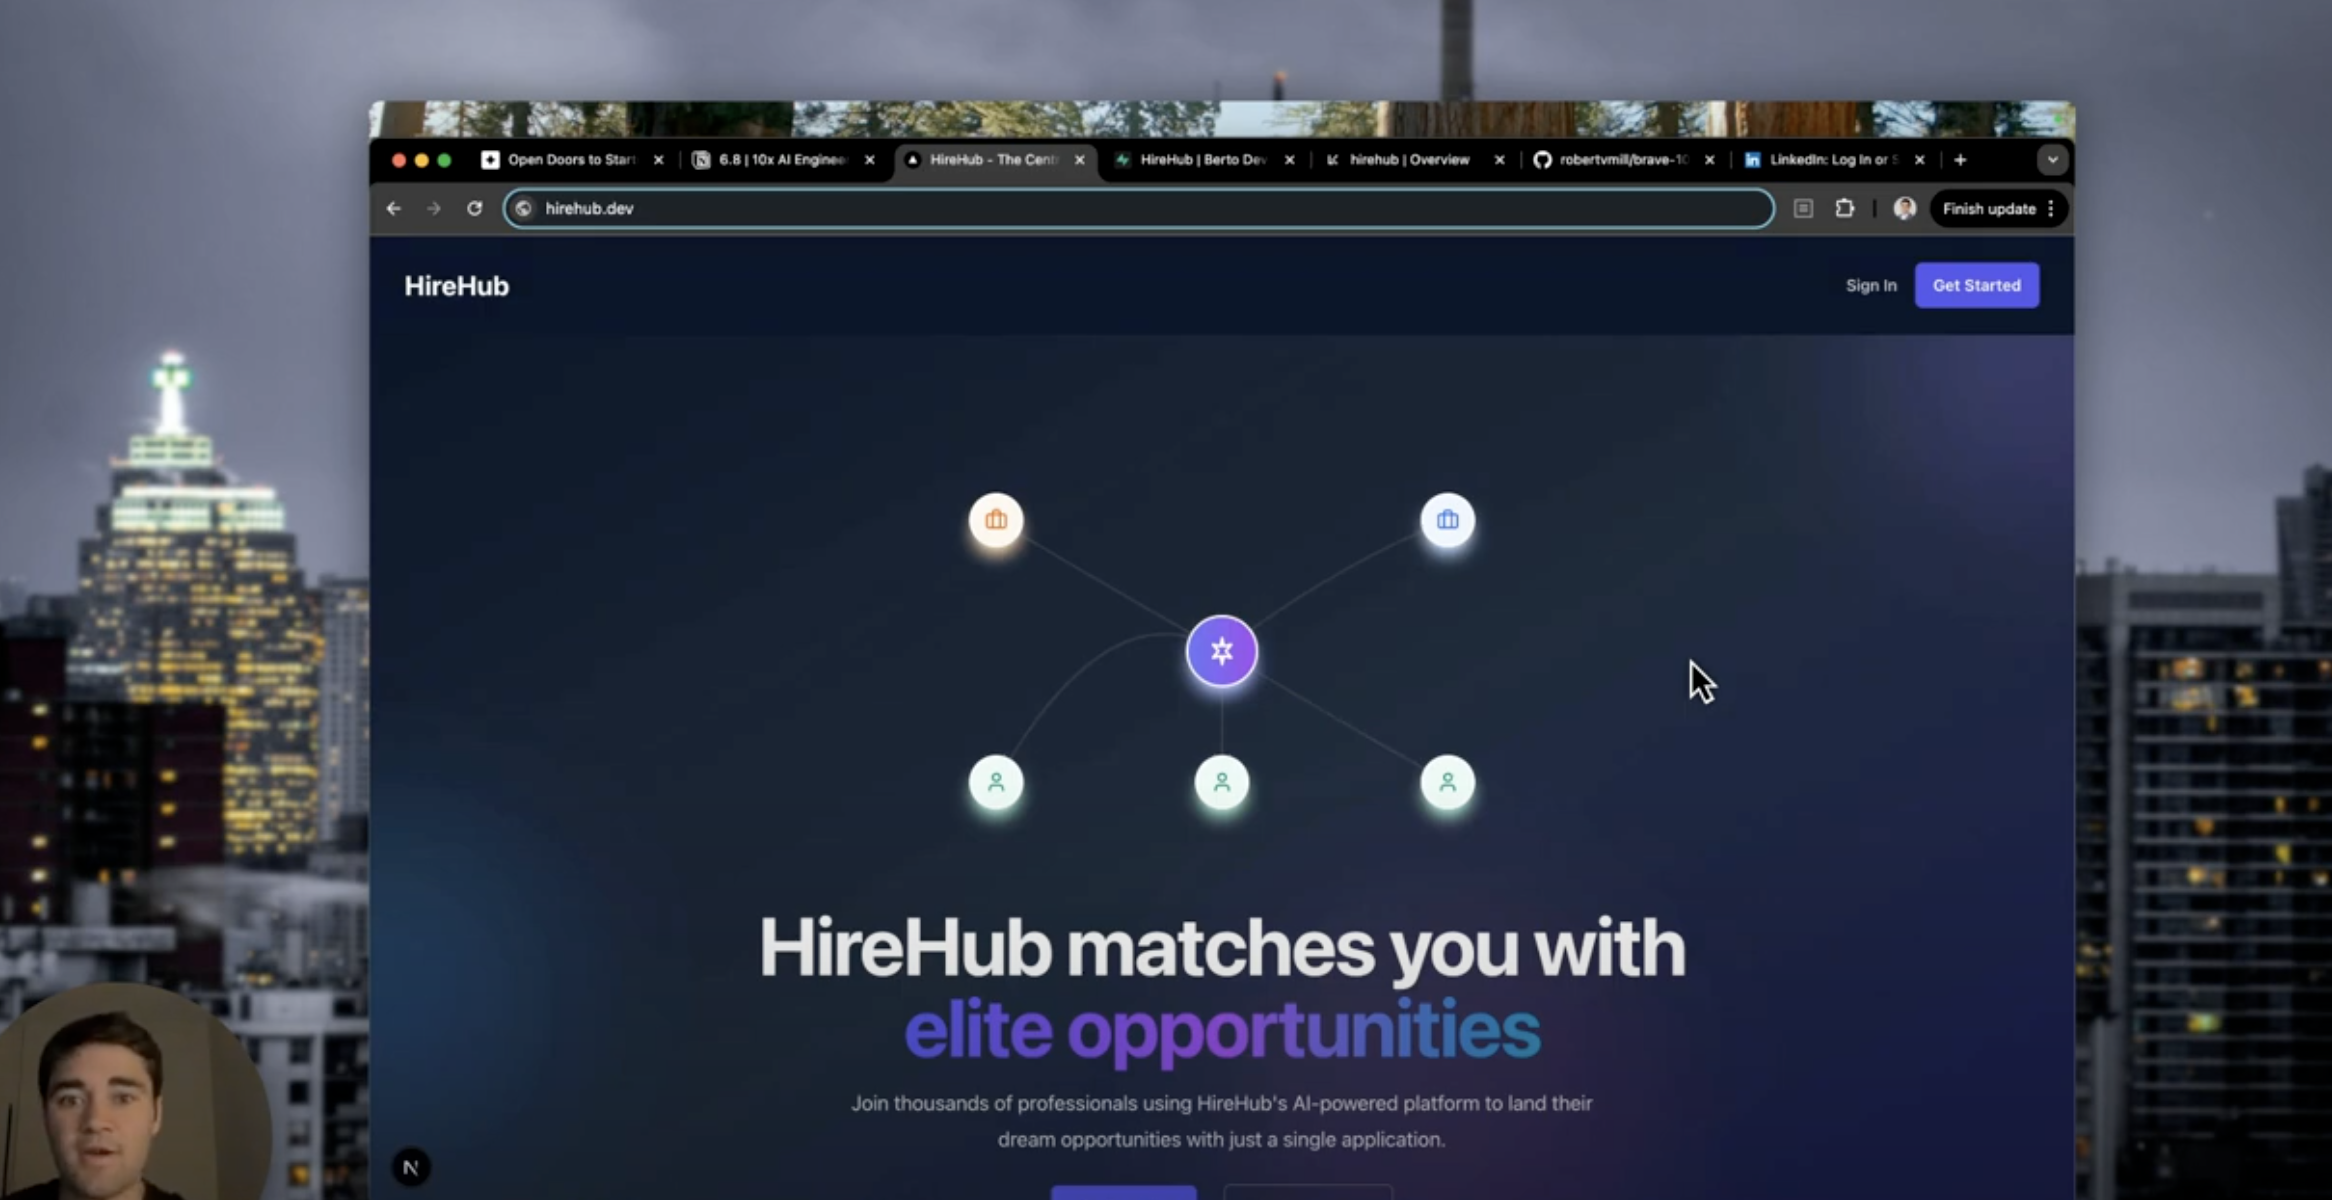 Open Doors to Start
6.8 | 10x AI Enginee
HireHub - The Cent
HireHub | Berto Dev
hirehub | Overview
robertvmill/brave-10
LinkedIn: Log In or S
hirehub.dev
Finish update
HireHub
Sign In
Get Started
HireHub matches you with
elite opportunities
Join thousands of professionals using HireHub's AI-powered platform to land their
dream opportunities with just a single application.
N